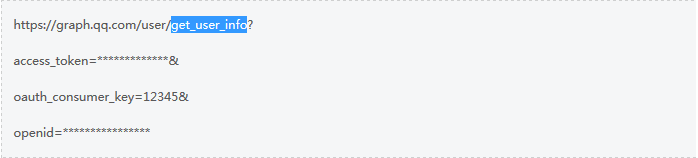 https://graph.qq.com/user/get_user_info?
access_token=*************&
oauth_consumer_key=12345&
openid=****************